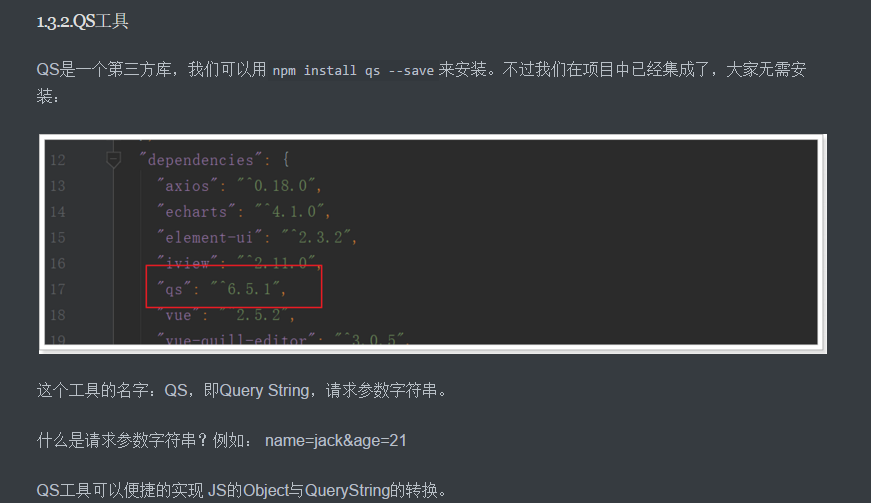 1.3.2.QS工具
QS是一个第三方库，我们可以用 npm install qs --save 来安装。不过我们在项目中已经集成了，大家无需安
装：
12 "dependencies": {
13 "axios": "^0.18.0",
14 "echarts": "^4.1.0",
15 "element-ui": "^2.3.2",
16 "iview": "^2.11.0",
17 "qs": "^6.5.1",
18 "vue": "^2.5.2",
19 "vue-quill-editor": "^3.0.5",
这个工具的名字：QS，即Query String，请求参数字符串。
什么是请求参数字符串？例如： name=jack&age=21
QS工具可以便捷的实现 JS的Object与QueryString的转换。